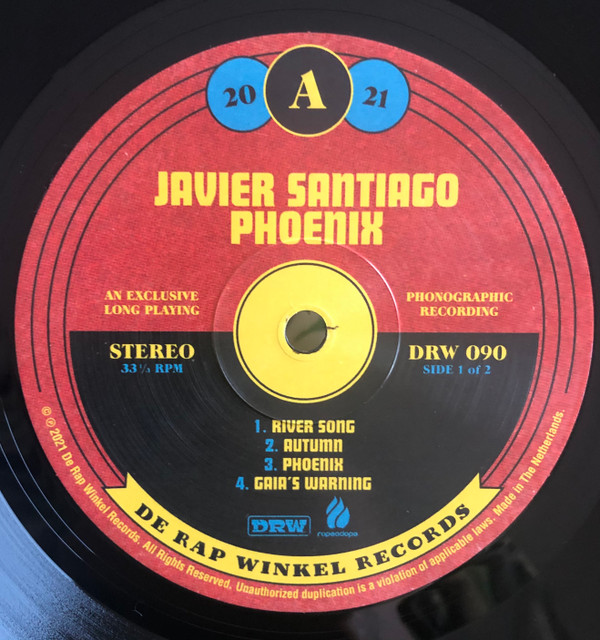 20 A 21
JAVIER SANTIAGO
PHOENIX
AN EXCLUSIVE
LONG PLAYING
PHONOGRAPHIC
RECORDING
STEREO
33 1/3 RPM
DRW 090
SIDE 1 of 2
1. RIVER SONG
2. AUTUMN
3. PHOENIX
4. GAIA'S WARNING
DRW
ropeadope
DE RAP WINKEL RECORDS
© ℗ 2021 De Rap Winkel Records. All Rights Reserved. Unauthorized duplication is a violation of applicable laws. Made in The Netherlands.